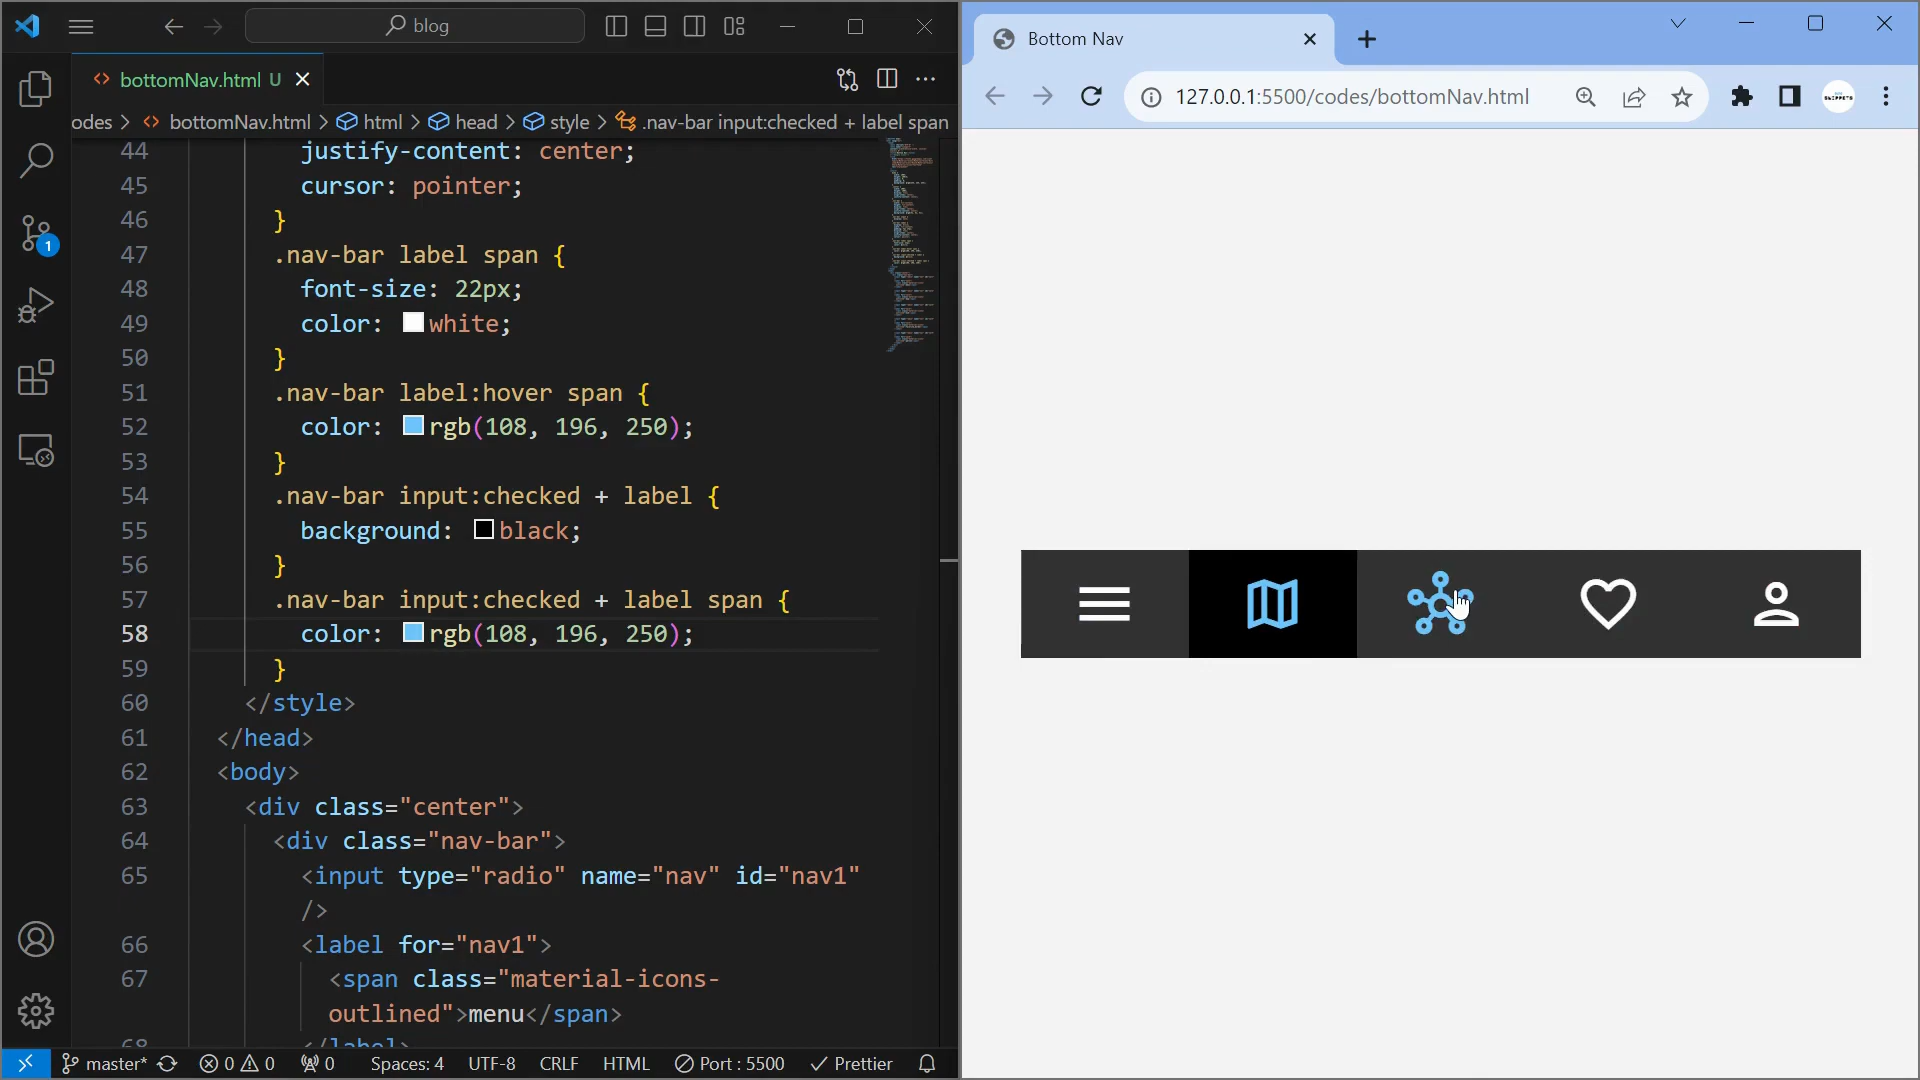 blog
bottomNav.html U
odes > bottomNav.html > html > head > style > .nav-bar input:checked + label span
44 justify-content: center;
45 cursor: pointer;
46 }
47 .nav-bar label span {
48 font-size: 22px;
49 color: white;
50 }
51 .nav-bar label:hover span {
52 color: rgb(108, 196, 250);
53 }
54 .nav-bar input:checked + label {
55 background: black;
56 }
57 .nav-bar input:checked + label span {
58 color: rgb(108, 196, 250);
59 }
60 </style>
61 </head>
62 <body>
63 <div class="center">
64 <div class="nav-bar">
65 <input type="radio" name="nav" id="nav1"
/>
66 <label for="nav1">
67 <span class="material-icons-
outlined">menu</span>
68 </label>
1
master* 0 0 0 Spaces: 4 UTF-8 CRLF HTML Port : 5500 Prettier
Bottom Nav
127.0.0.1:5500/codes/bottomNav.html